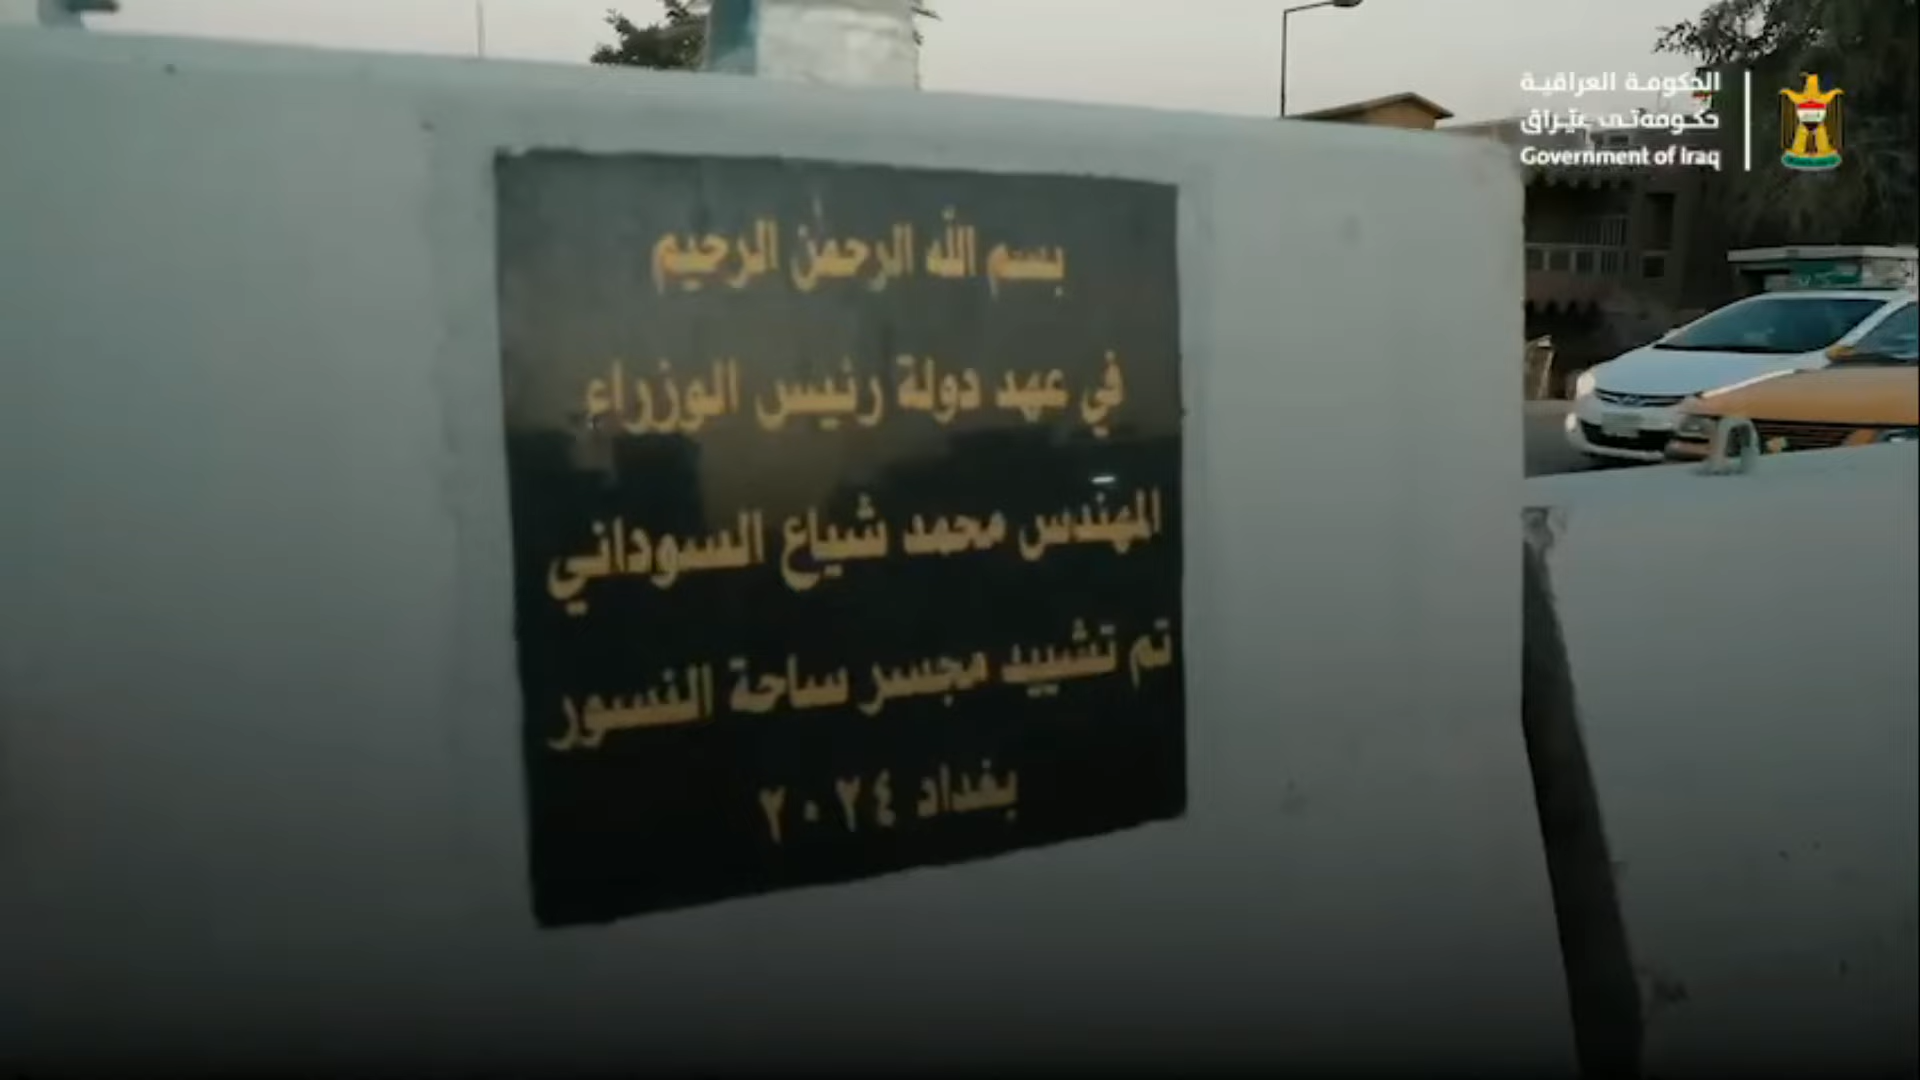 الحكومة العراقية
حكومەتی عێراق
Government of Iraq
بسم الله الرحمن الرحيم
في عهد دولة رئيس الوزراء
المهندس محمد شياع السوداني
تم تشييد مجسر ساحة النسور
بغداد ٢٠٢٤